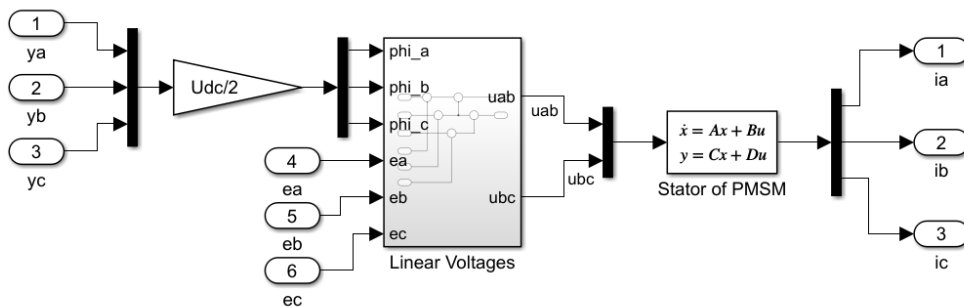 1
ya
2
yb
3
yc
Udc/2
phi_a
phi_b
phi_c
4
ea
ea
5
eb
eb
6
ec
ec
uab
ubc
Linear Voltages
uab
ubc
ẋ = Ax + Bu
y = Cx + Du
Stator of PMSM
1
ia
2
ib
3
ic